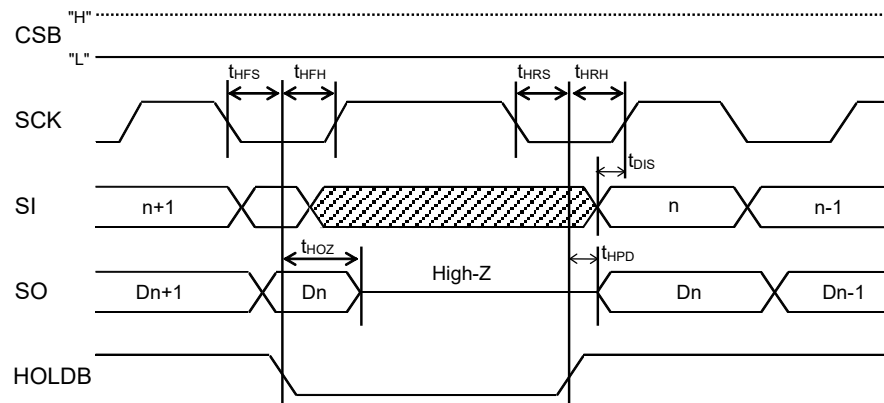 "H"
CSB
"L"
tHFS tHFH tHRS tHRH
SCK
tDIS
SI n+1 n n-1
tHOZ tHPD
High-Z
SO Dn+1 Dn Dn Dn-1
HOLDB